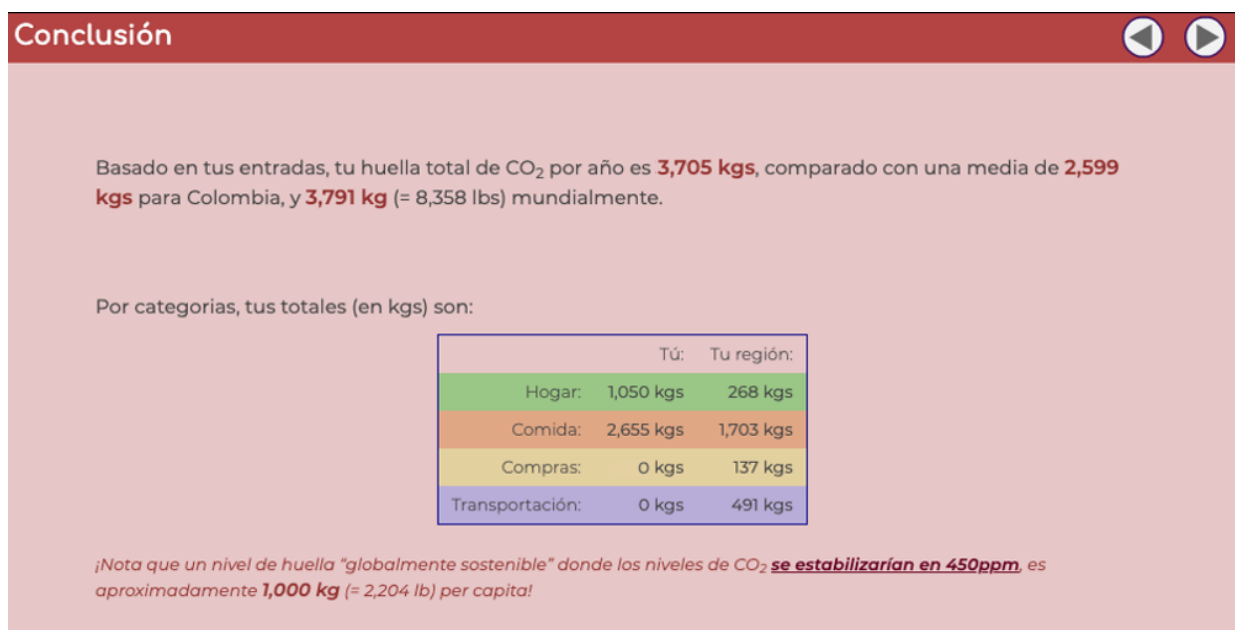 Conclusión
Basado en tus entradas, tu huella total de CO₂ por año es 3,705 kgs, comparado con una media de 2,599
kgs para Colombia, y 3,791 kg (= 8,358 lbs) mundialmente.
Por categorias, tus totales (en kgs) son:
Tú: Tu región:
Hogar: 1,050 kgs 268 kgs
Comida: 2,655 kgs 1,703 kgs
Compras: 0 kgs 137 kgs
Transportación: 0 kgs 491 kgs
¡Nota que un nivel de huella "globalmente sostenible" donde los niveles de CO₂ se estabilizarían en 450ppm, es
aproximadamente 1,000 kg (= 2,204 lb) per capita!